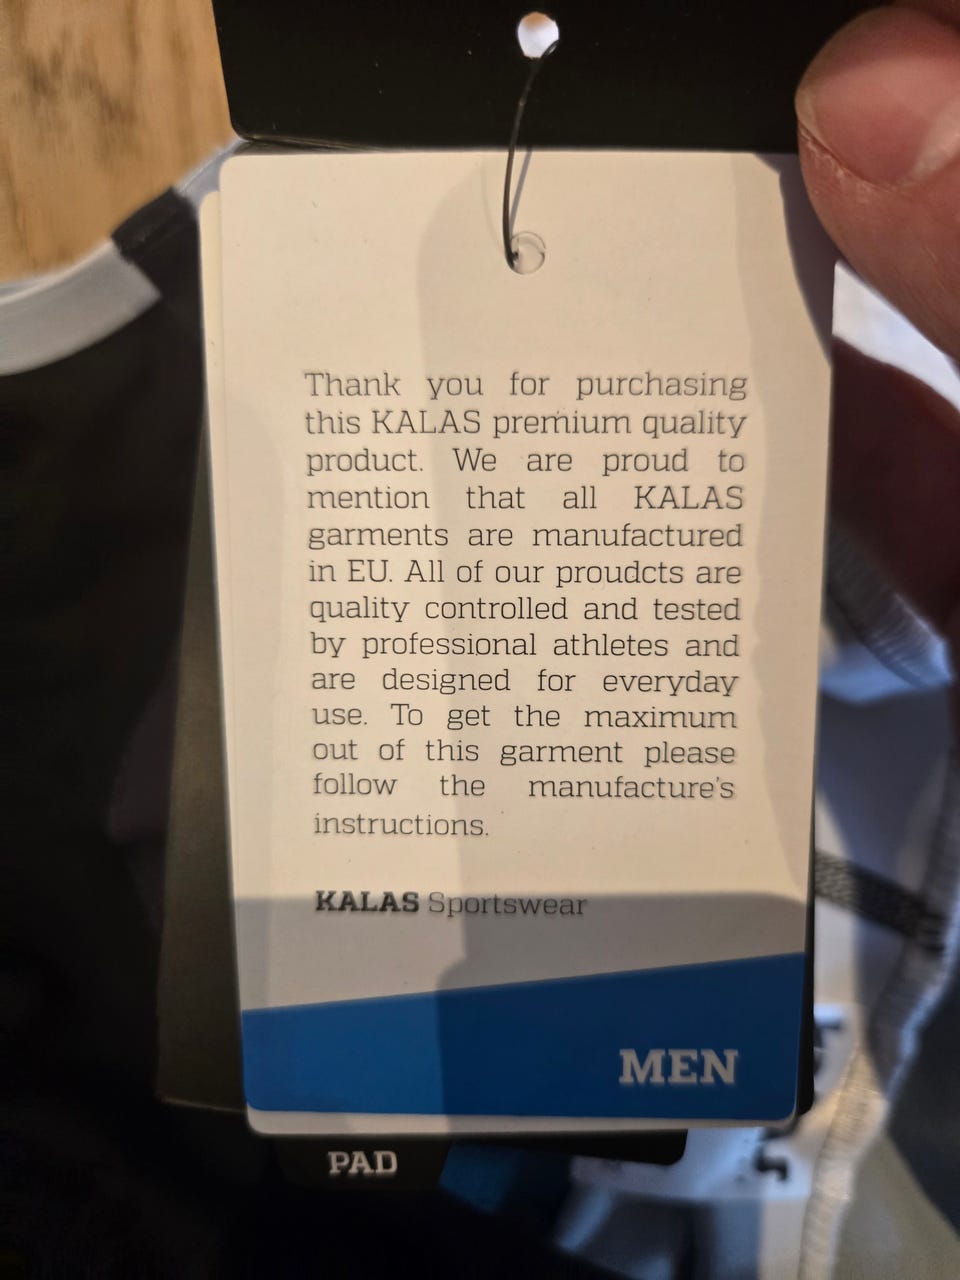 Thank you for purchasing
this KALAS premium quality
product. We are proud to
mention that all KALAS
garments are manufactured
in EU. All of our proudcts are
quality controlled and tested
by professional athletes and
are designed for everyday
use. To get the maximum
out of this garment please
follow the manufacture's
instructions.
KALAS Sportswear
MEN
PAD